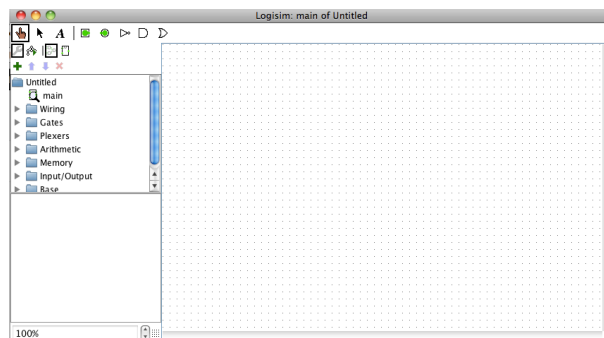 Logisim: main of Untitled
A
Untitled
main
Wiring
Gates
Plexers
Arithmetic
Memory
Input/Output
Base
100%